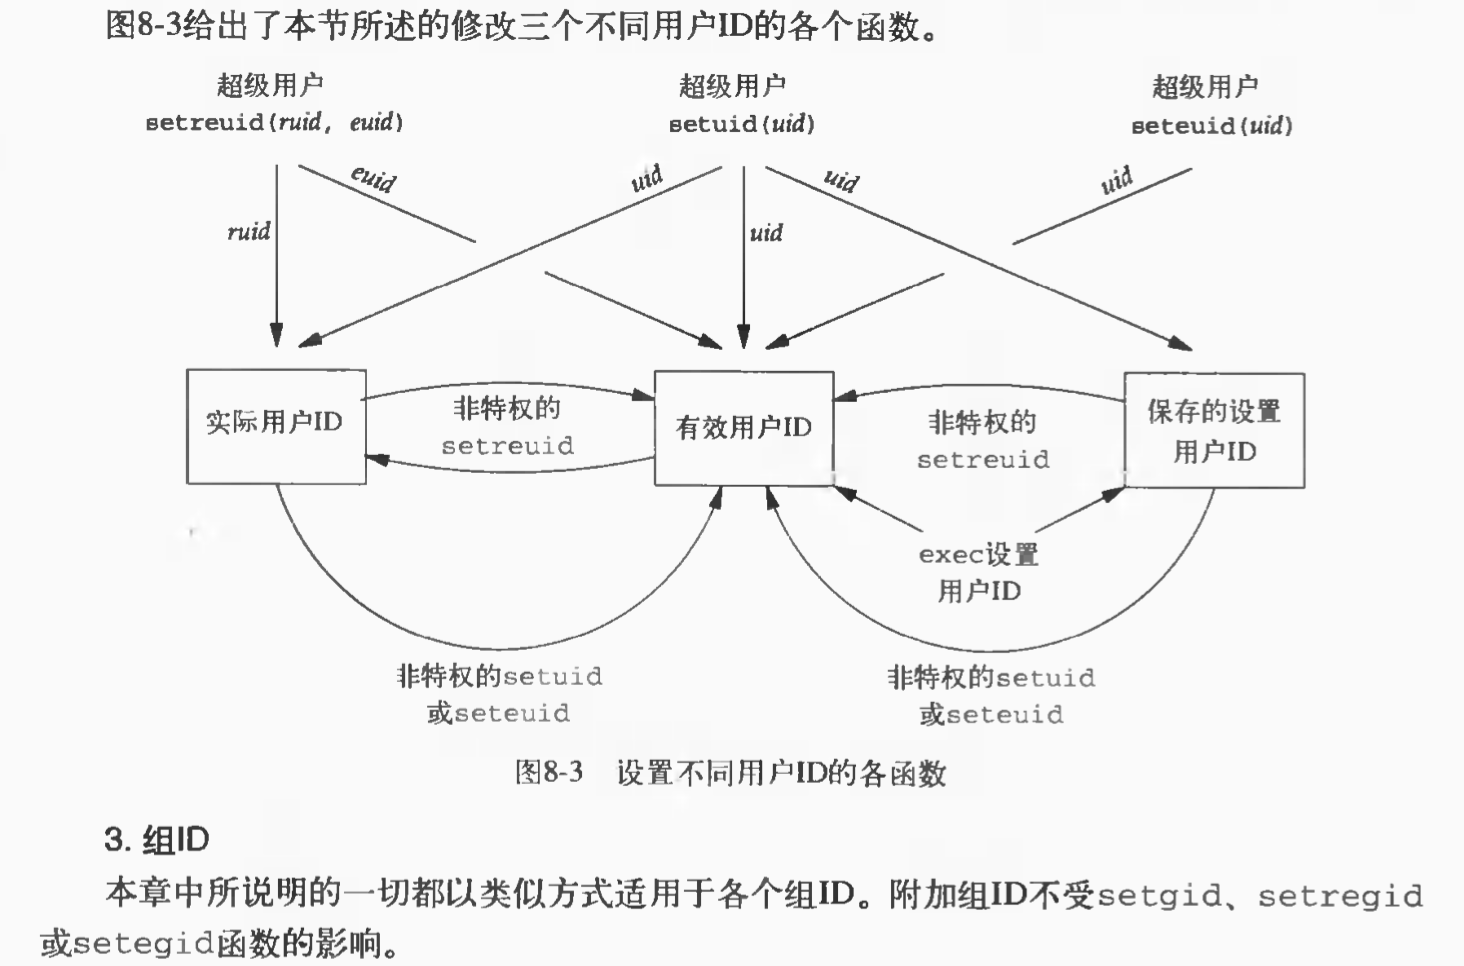 图8-3给出了本节所述的修改三个不同用户ID的各个函数。
超级用户
setreuid(ruid, euid)
超级用户
setuid(uid)
超级用户
seteuid(uid)
euid
uid
uid
uid
ruid
uid
实际用户ID
非特权的
setreuid
有效用户ID
非特权的
setreuid
保存的设置
用户ID
exec设置
用户ID
非特权的setuid
或seteuid
非特权的setuid
或seteuid
图8-3 设置不同用户ID的各函数
3. 组ID
本章中所说明的一切都以类似方式适用于各个组ID。附加组ID不受setgid、setregid
或setegid函数的影响。